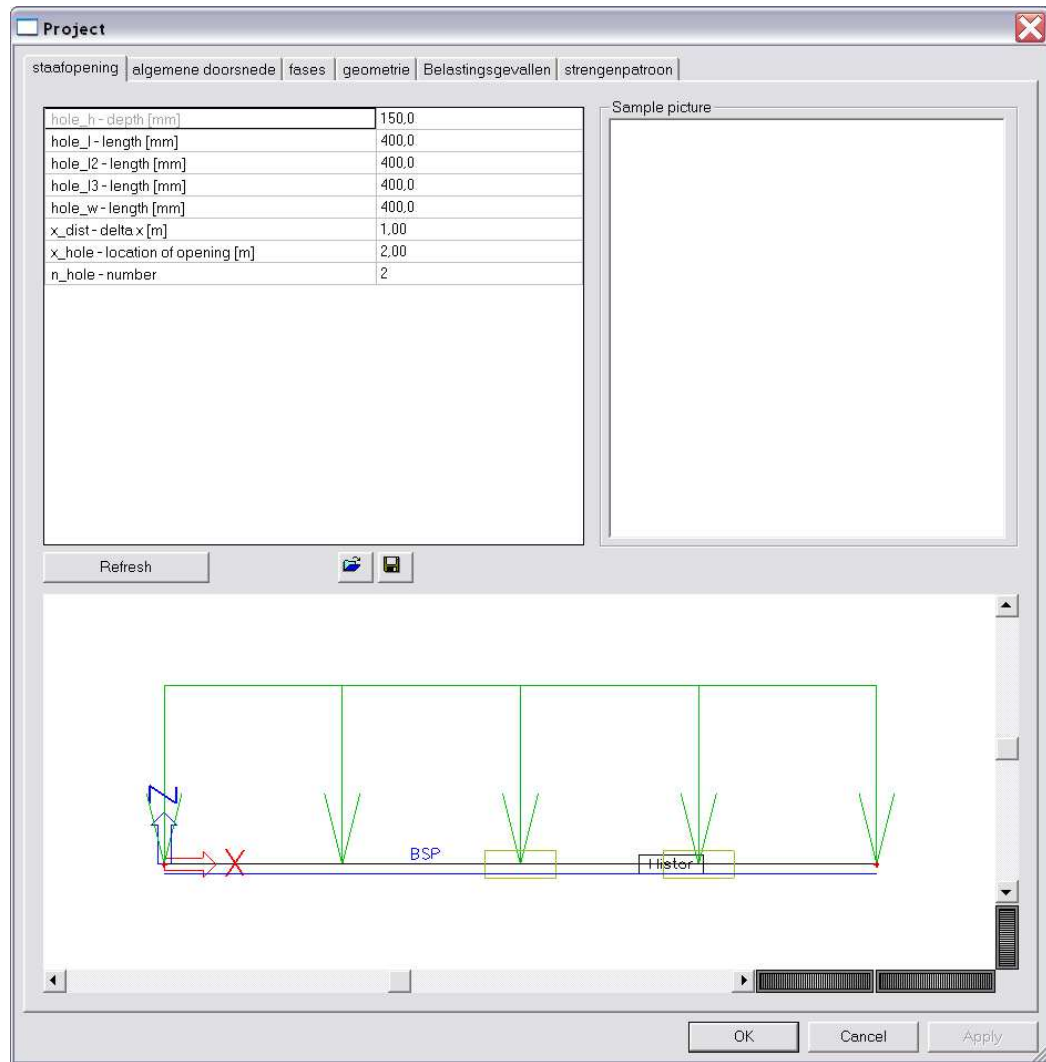 Project
staafopening algemene doorsnede fases geometrie Belastingsgevallen strengenpatroon
hole_h - depth [mm] 150,0
hole_l - length [mm] 400,0
hole_l2 - length [mm] 400,0
hole_l3 - length [mm] 400,0
hole_w - length [mm] 400,0
x_dist - delta x [m] 1,00
x_hole - location of opening [m] 2,00
n_hole - number 2
Sample picture
Refresh
Z
X
BSP
OK Cancel Apply